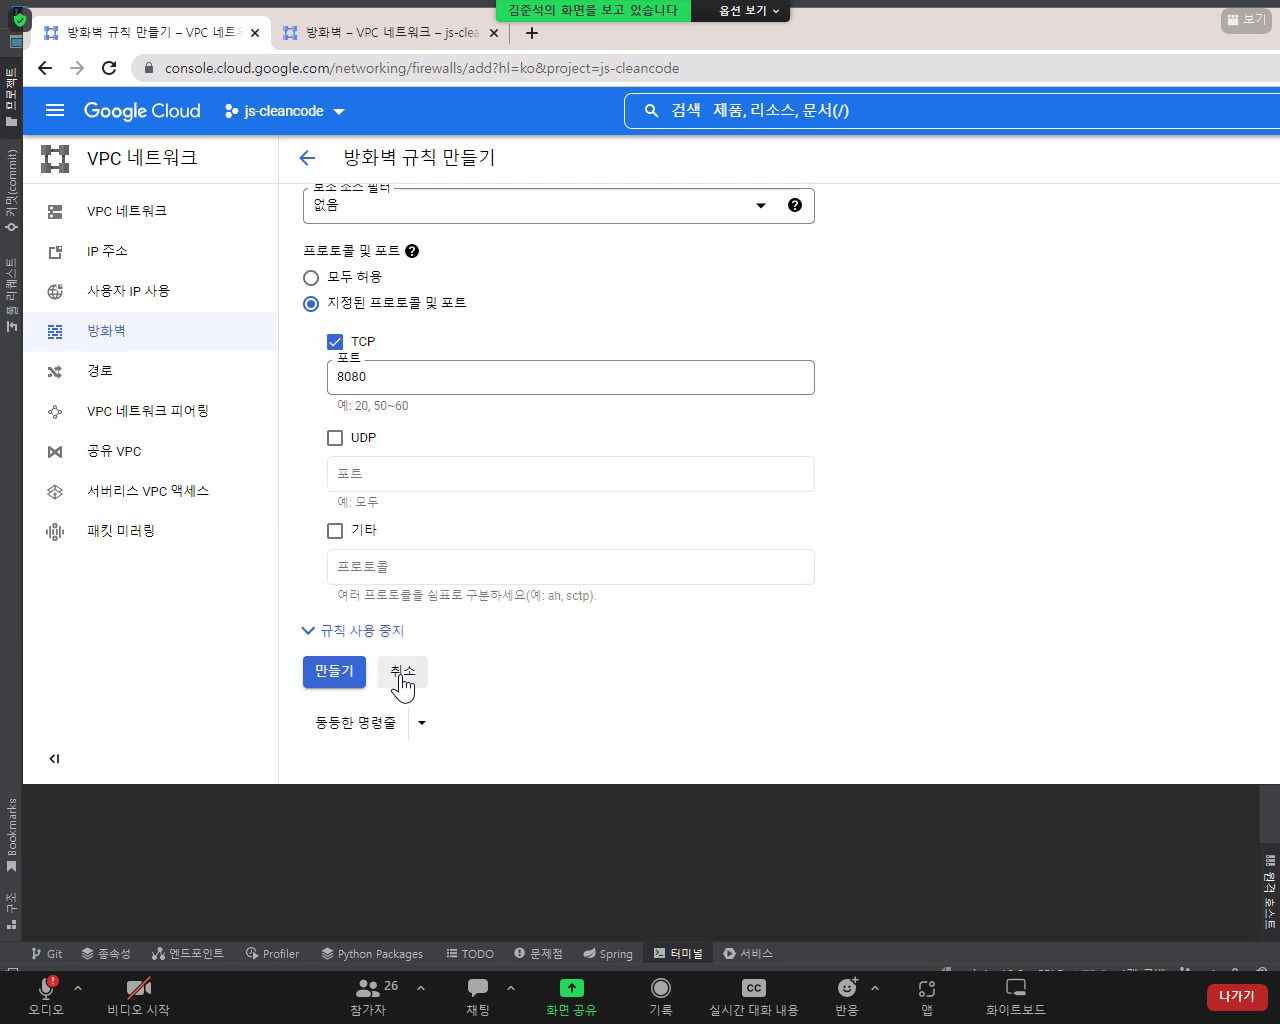 김준석의 화면을 보고 있습니다
옵션 보기
보기
방화벽 규칙 만들기 – VPC 네트
방화벽 – VPC 네트워크 – js-clea
console.cloud.google.com/networking/firewalls/add?hl=ko&project=js-cleancode
Google Cloud
js-cleancode
검색 제품, 리소스, 문서(/)
프로젝트
커밋(commit)
풀 리퀘스트
Bookmarks
구조
VPC 네트워크
VPC 네트워크
IP 주소
사용자 IP 사용
방화벽
경로
VPC 네트워크 피어링
공유 VPC
서버리스 VPC 액세스
패킷 미러링
방화벽 규칙 만들기
보조 소스 필터
없음
프로토콜 및 포트
모두 허용
지정된 프로토콜 및 포트
TCP
포트
8080
예: 20, 50~60
UDP
포트
예: 모두
기타
프로토콜
여러 프로토콜을 쉼표로 구분하세요(예: ah, sctp).
규칙 사용 중지
만들기
취소
동등한 명령줄
원격 호스트
Git
종속성
엔드포인트
Profiler
Python Packages
TODO
문제점
Spring
터미널
서비스
오디오
비디오 시작
26
참가자
채팅
화면 공유
기록
CC
실시간 대화 내용
반응
앱
화이트보드
나가기